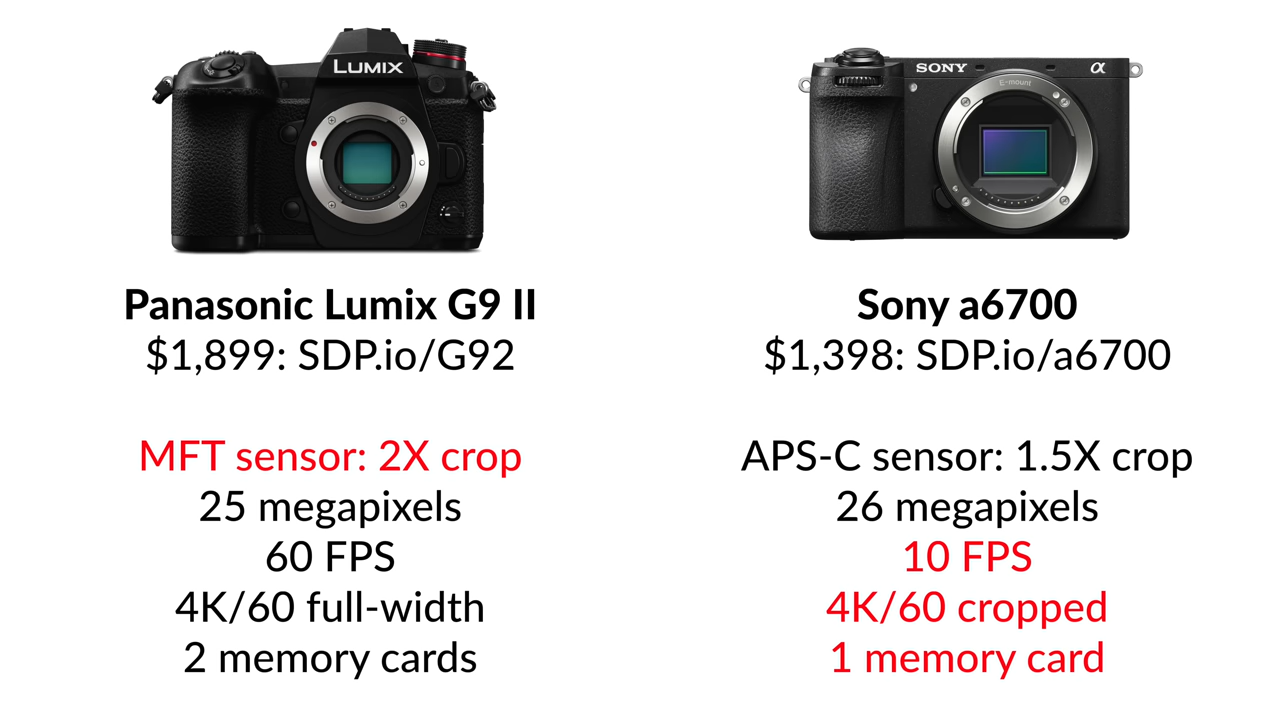 LUMIX
Panasonic Lumix G9 II
$1,899: SDP.io/G92
MFT sensor: 2X crop
25 megapixels
60 FPS
4K/60 full-width
2 memory cards
SONY
α
E-mount
Sony a6700
$1,398: SDP.io/a6700
APS-C sensor: 1.5X crop
26 megapixels
10 FPS
4K/60 cropped
1 memory card